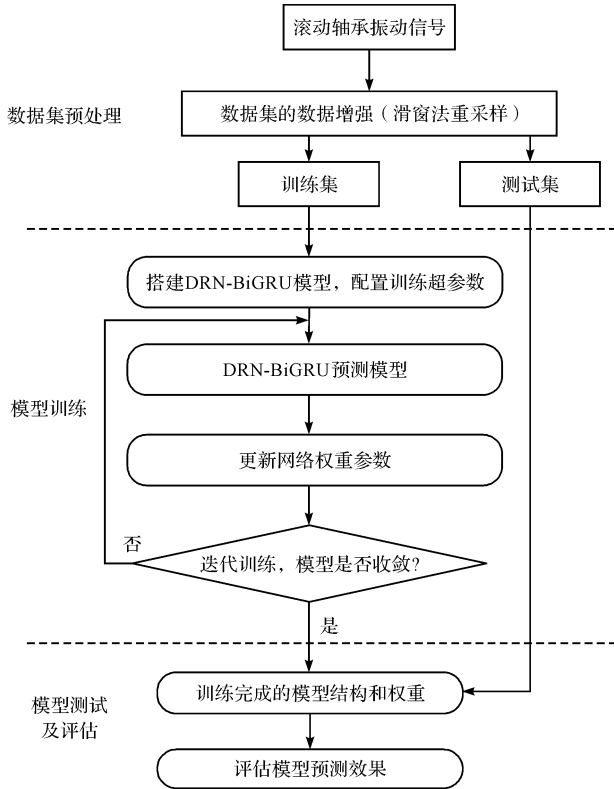 滚动轴承振动信号
数据集预处理
数据集的数据增强（滑窗法重采样）
训练集
测试集
搭建DRN-BiGRU模型，配置训练超参数
DRN-BiGRU预测模型
模型训练
更新网络权重参数
否
迭代训练，模型是否收敛？
是
模型测试
及评估
训练完成的模型结构和权重
评估模型预测效果